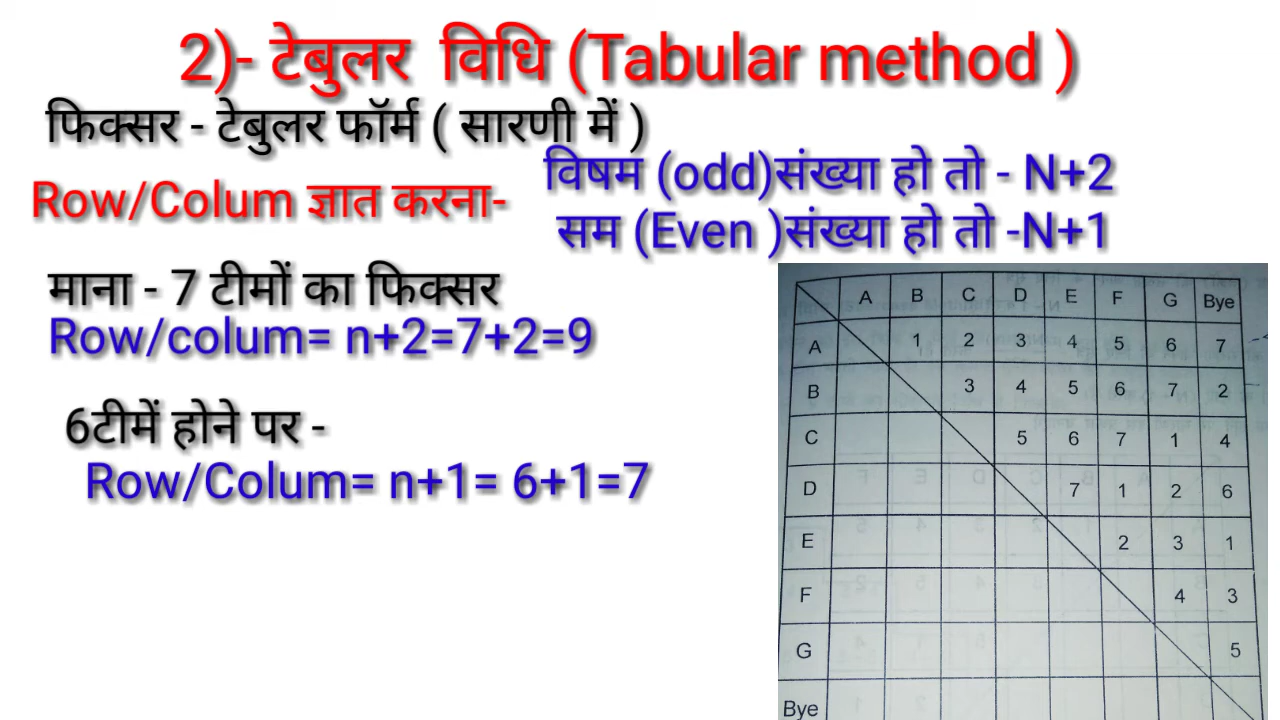 2)- टेबुलर विधि (Tabular method )
फिक्सर - टेबुलर फॉर्म ( सारणी में )
विषम (odd)संख्या हो तो - N+2
Row/Colum ज्ञात करना-
सम (Even )संख्या हो तो -N+1
माना - 7 टीमों का फिक्सर
Row/colum= n+2=7+2=9
6टीमें होने पर -
Row/Colum= n+1= 6+1=7
A B C D E F G Bye
A 1 2 3 4 5 6 7
B 3 4 5 6 7 2
C 5 6 7 1 4
D 7 1 2 6
E 2 3 1
F 4 3
G 5
Bye